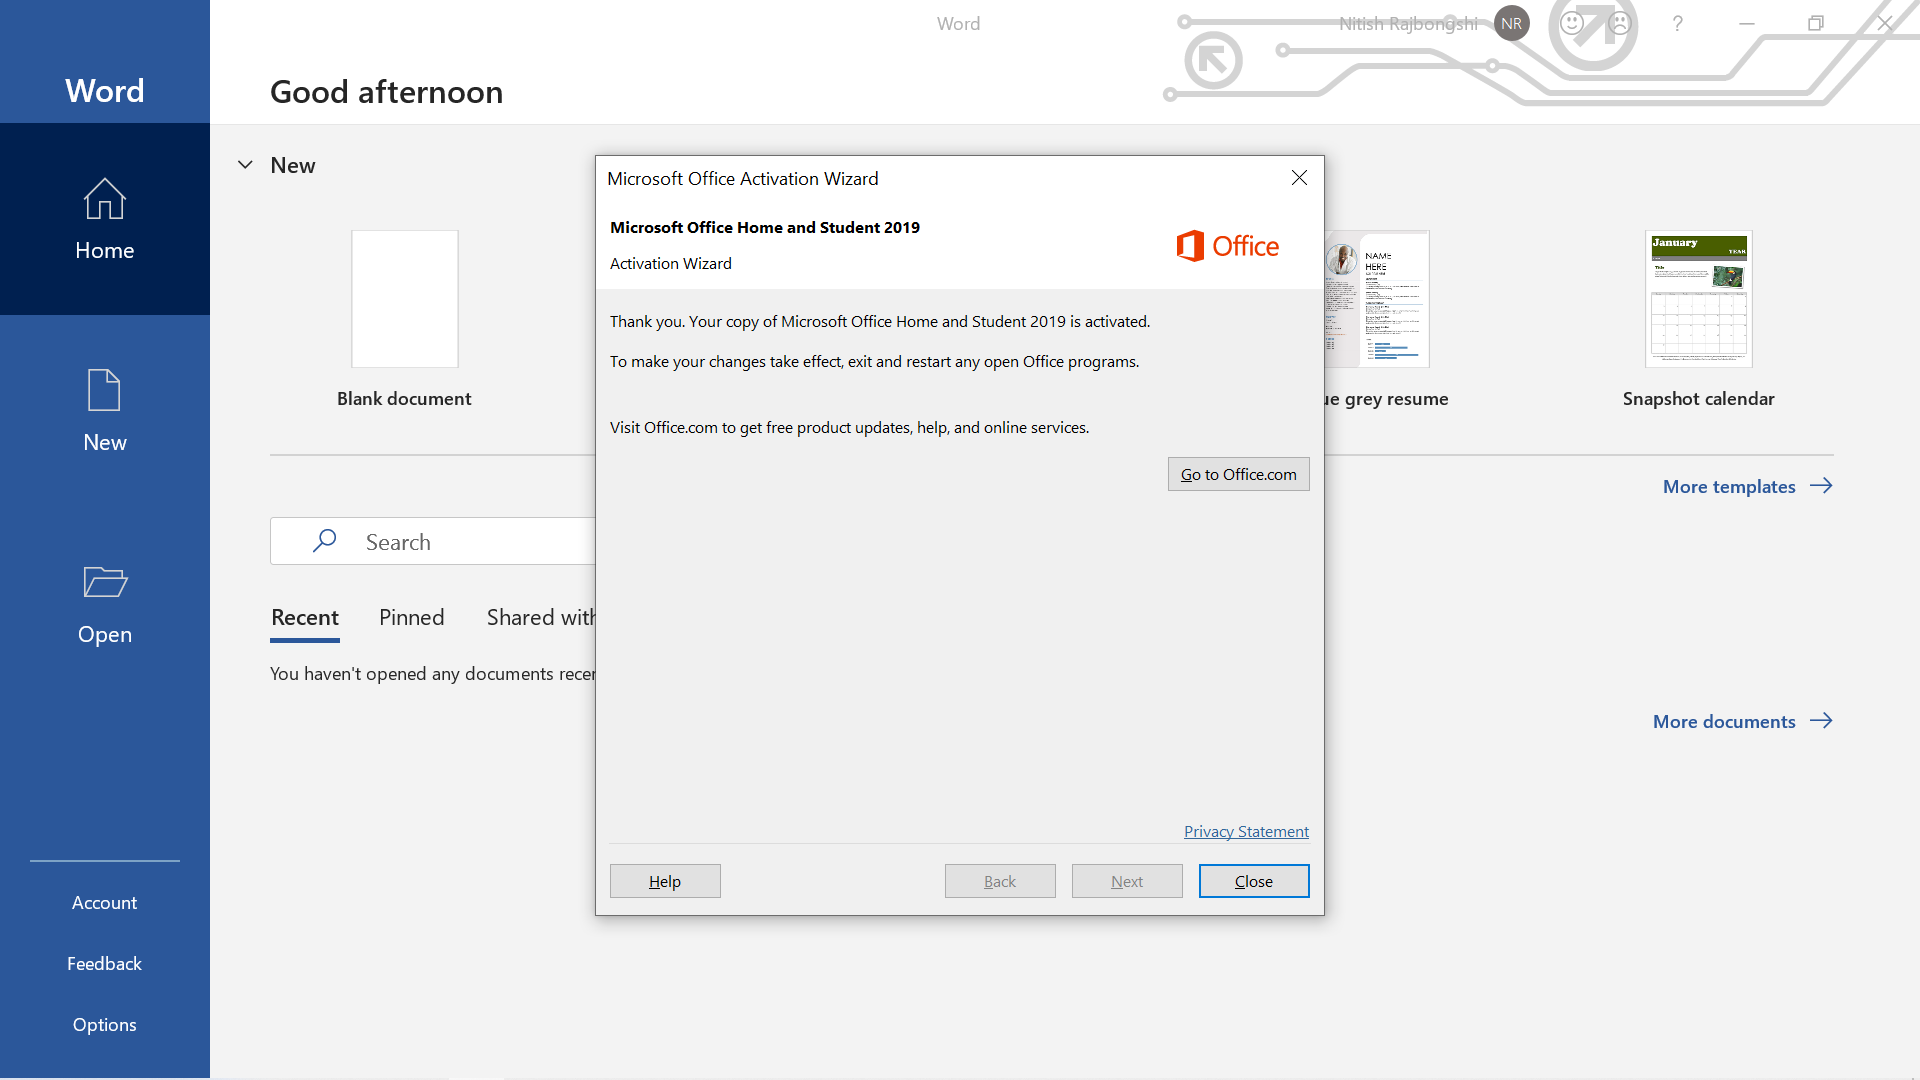 Word
Nitish Rajbongshi
NR
?
Word
Good afternoon
Home
New
Open
Account
Feedback
Options
New
Blank document
ue grey resume
Snapshot calendar
NAME
HERE
January
YEAR
Title
More templates
Search
Recent Pinned Shared with
You haven't opened any documents recen
More documents
Microsoft Office Activation Wizard
Microsoft Office Home and Student 2019
Activation Wizard
Office
Thank you. Your copy of Microsoft Office Home and Student 2019 is activated.
To make your changes take effect, exit and restart any open Office programs.
Visit Office.com to get free product updates, help, and online services.
Go to Office.com
Privacy Statement
Help Back Next Close